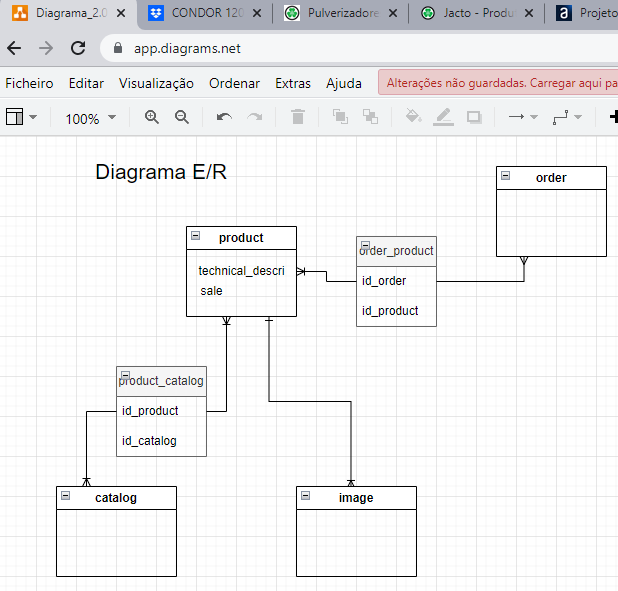 Diagrama_2.0
CONDOR 120
Pulverizadore
Jacto - Produ
Projeto
app.diagrams.net
Ficheiro Editar Visualização Ordenar Extras Ajuda Alterações não guardadas. Carregar aqui pa
100%
Diagrama E/R
order
product
technical_descri
sale
order_product
id_order
id_product
product_catalog
id_product
id_catalog
catalog
image